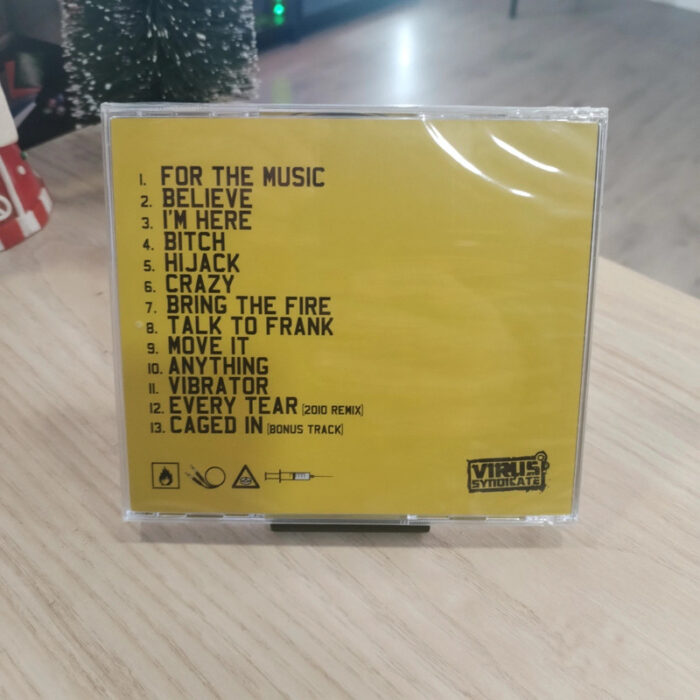 1. FOR THE MUSIC
2. BELIEVE
3. I'M HERE
4. BITCH
5. HIJACK
6. CRAZY
7. BRING THE FIRE
8. TALK TO FRANK
9. MOVE IT
10. ANYTHING
11. VIBRATOR
12. EVERY TEAR [2010 REMIX]
13. CAGED IN [BONUS TRACK]
VIRUS
SYNDICATE